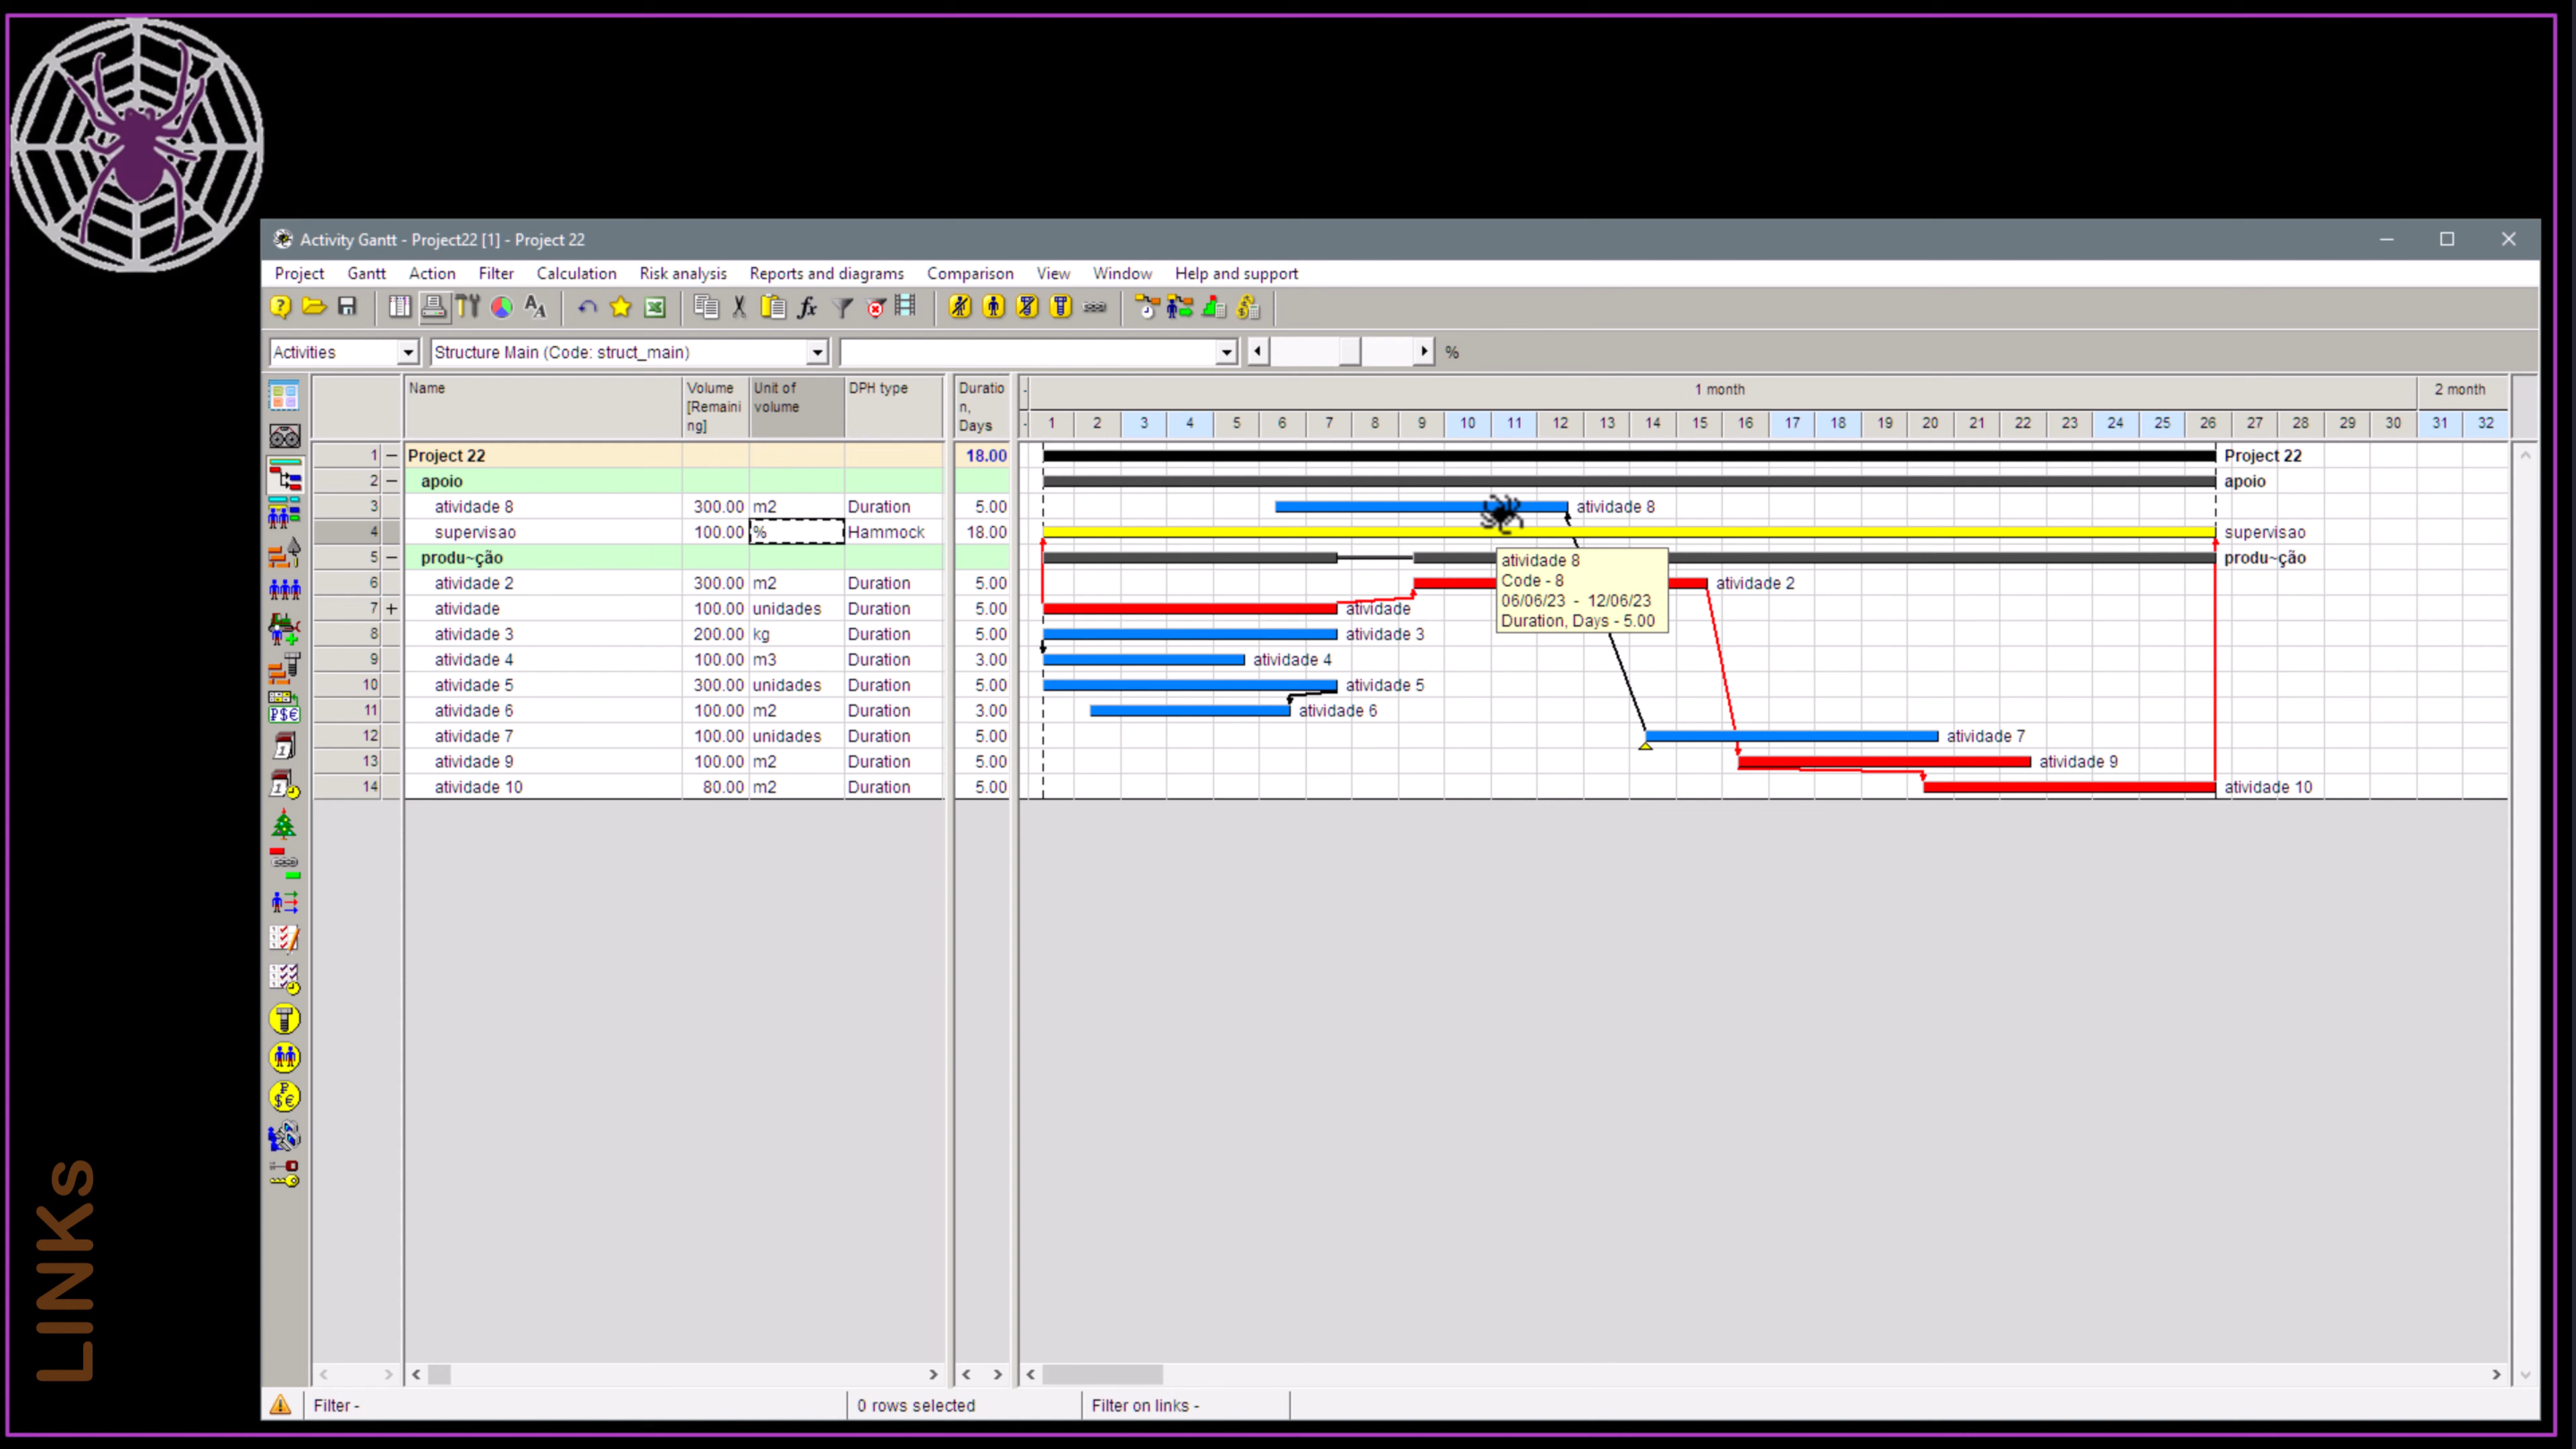 Activity Gantt - Project22 [1] - Project 22
Project Gantt Action Filter Calculation Risk analysis Reports and diagrams Comparison View Window Help and support
Activities Structure Main (Code: struct_main) %
Name Volume [Remaini ng] Unit of volume DPH type Duratio n, Days 1 month 2 month
1 2 3 4 5 6 7 8 9 10 11 12 13 14 15 16 17 18 19 20 21 22 23 24 25 26 27 28 29 30 31 32
1 Project 22 18.00 Project 22
2 apoio apoio
3 atividade 8 300.00 m2 Duration 5.00 atividade 8
4 supervisao 100.00 % Hammock 18.00 supervisao
5 produ~ção produ~ção
6 atividade 2 300.00 m2 Duration 5.00 atividade 2
7 atividade 100.00 unidades Duration 5.00 atividade
8 atividade 3 200.00 kg Duration 5.00 atividade 3
9 atividade 4 100.00 m3 Duration 3.00 atividade 4
10 atividade 5 300.00 unidades Duration 5.00 atividade 5
11 atividade 6 100.00 m2 Duration 3.00 atividade 6
12 atividade 7 100.00 unidades Duration 5.00 atividade 7
13 atividade 9 100.00 m2 Duration 5.00 atividade 9
14 atividade 10 80.00 m2 Duration 5.00 atividade 10
atividade 8
Code - 8
06/06/23 - 12/06/23
Duration, Days - 5.00
LINKs
Filter - 0 rows selected Filter on links -